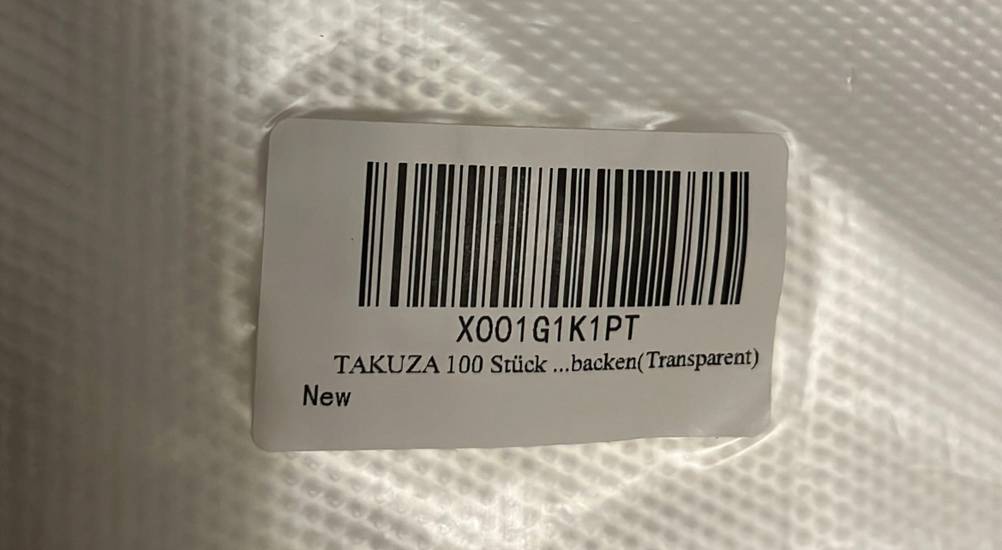 X001G1K1PT
TAKUZA 100 Stück ...backen(Transparent)
New